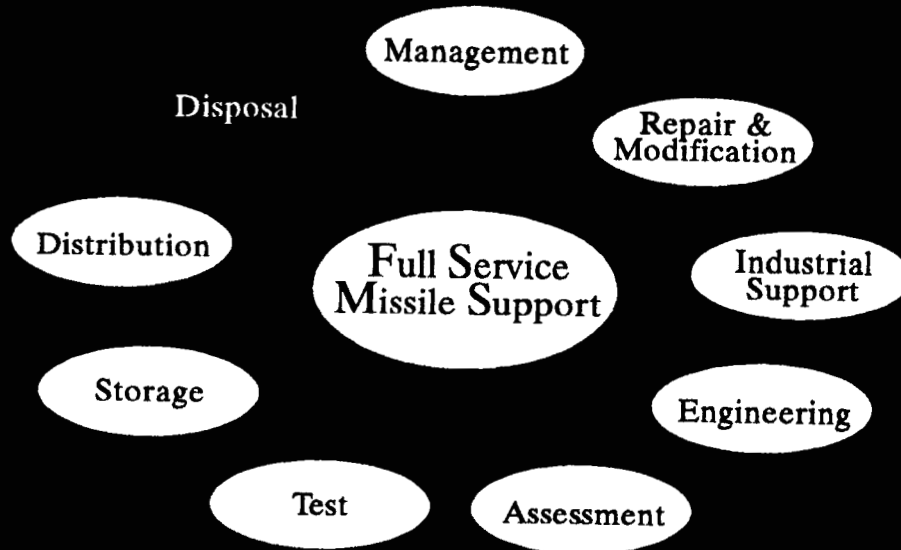 Management
Disposal
Repair &
Modification
Distribution
Full Service
Missile Support
Industrial
Support
Storage
Engineering
Test
Assessment